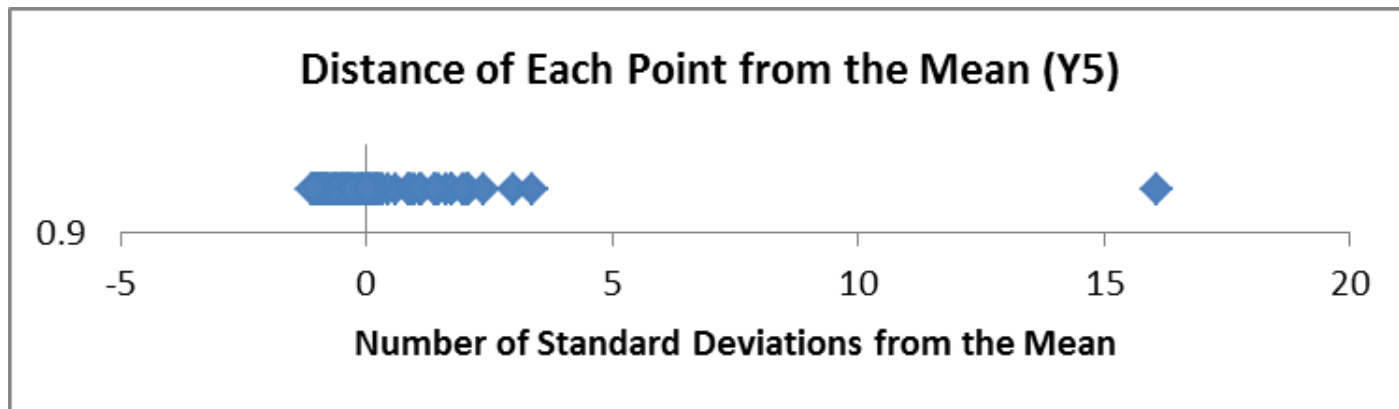 Distance of Each Point from the Mean (Y5)
0.9
-5 0 5 10 15 20
Number of Standard Deviations from the Mean